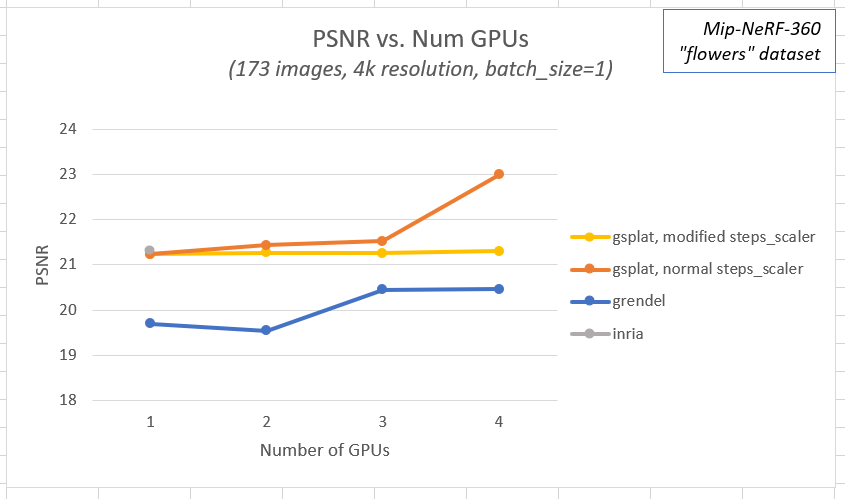 PSNR vs. Num GPUs
(173 images, 4k resolution, batch_size=1)
Mip-NeRF-360
"flowers" dataset
24
23
22
21
20
19
18
PSNR
1 2 3 4
Number of GPUs
gsplat, modified steps_scaler
gsplat, normal steps_scaler
grendel
inria